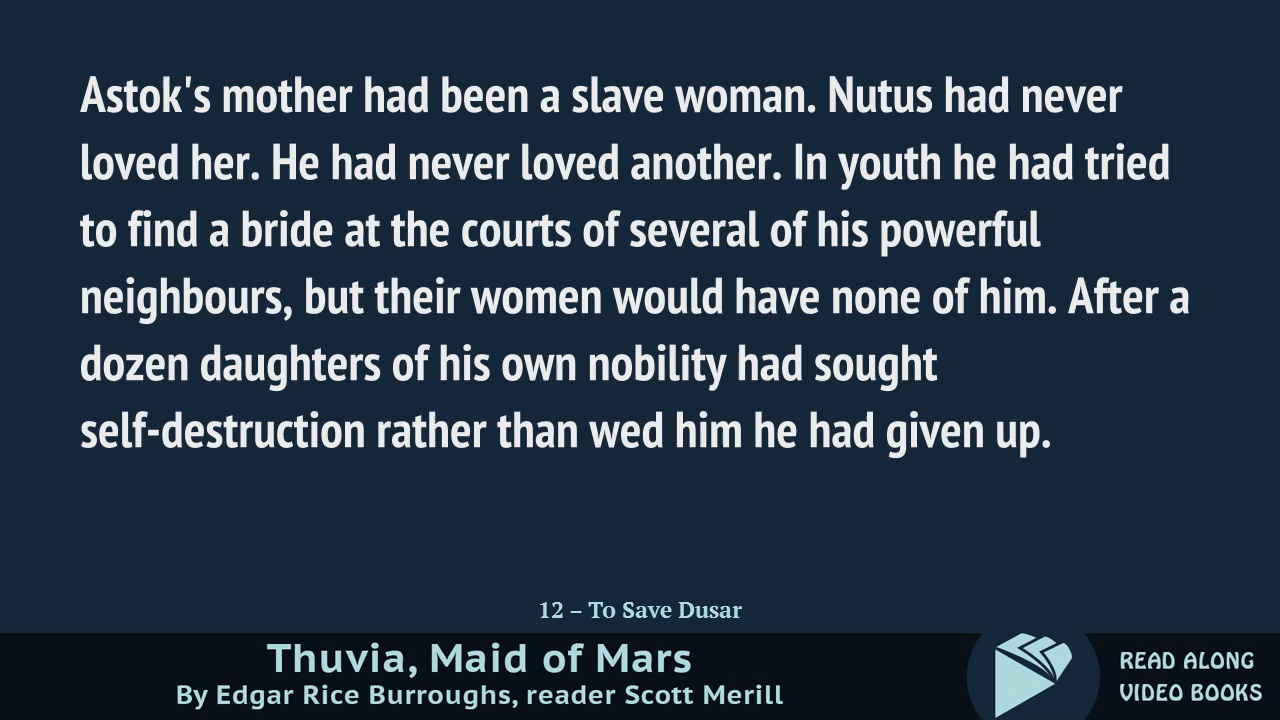 Astok's mother had been a slave woman. Nutus had never
loved her. He had never loved another. In youth he had tried
to find a bride at the courts of several of his powerful
neighbours, but their women would have none of him. After a
dozen daughters of his own nobility had sought
self-destruction rather than wed him he had given up.
12 – To Save Dusar
Thuvia, Maid of Mars
By Edgar Rice Burroughs, reader Scott Merill
READ ALONG
VIDEO BOOKS